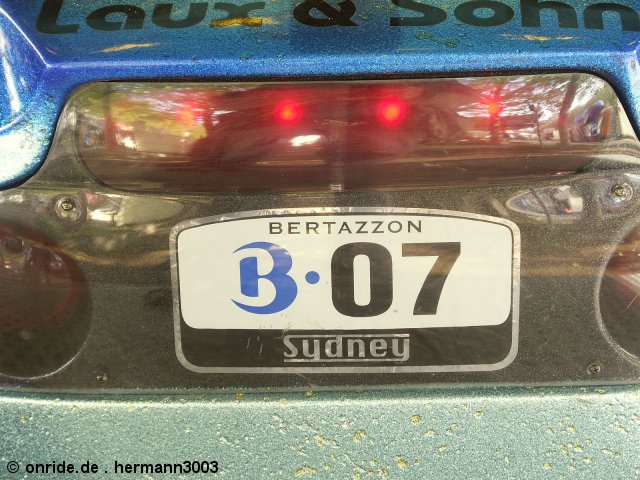 Laux & Sohn
BERTAZZON
B·07
Sydney
© onride.de . hermann3003